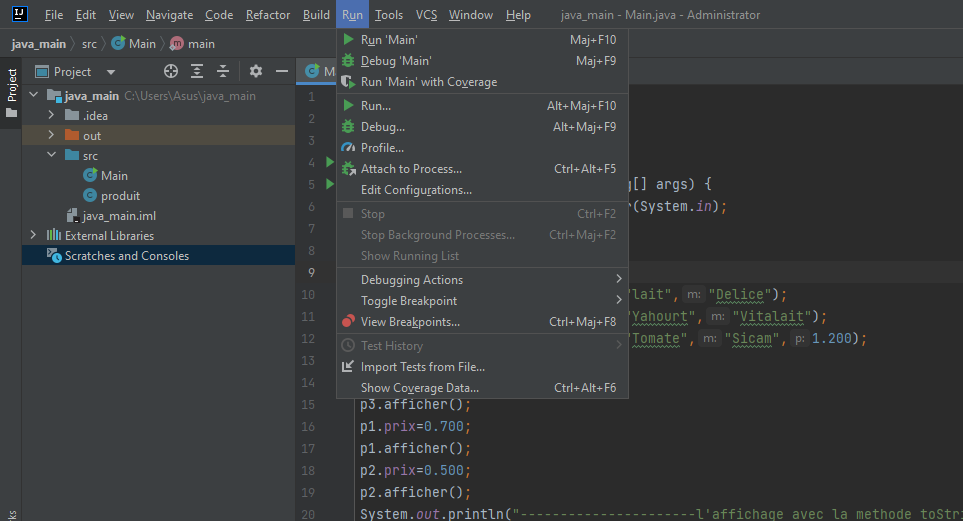 File Edit View Navigate Code Refactor Build Run Tools VCS Window Help java_main - Main.java - Administrator
java_main src Main main
Project
Project
java_main C:\Users\Asus\java_main
.idea
out
src
Main
produit
java_main.iml
External Libraries
Scratches and Consoles
Run 'Main' Maj+F10
Debug 'Main' Maj+F9
Run 'Main' with Coverage
Run... Alt+Maj+F10
Debug... Alt+Maj+F9
Profile...
Attach to Process... Ctrl+Alt+F5
Edit Configurations...
Stop Ctrl+F2
Stop Background Processes... Ctrl+Maj+F2
Show Running List
Debugging Actions
Toggle Breakpoint
View Breakpoints... Ctrl+Maj+F8
Test History
Import Tests from File...
Show Coverage Data... Ctrl+Alt+F6
1
2
3
4
5 g[] args) {
6 r(System.in);
7
8
9
10 "lait", m: "Delice");
11 "Yahourt", m: "Vitalait");
12 "Tomate", m: "Sicam", p: 1.200);
13
14
15 p3.afficher();
16 p1.prix=0.700;
17 p1.afficher();
18 p2.prix=0.500;
19 p2.afficher();
20 System.out.println("----------------------l'affichage avec la methode toStri